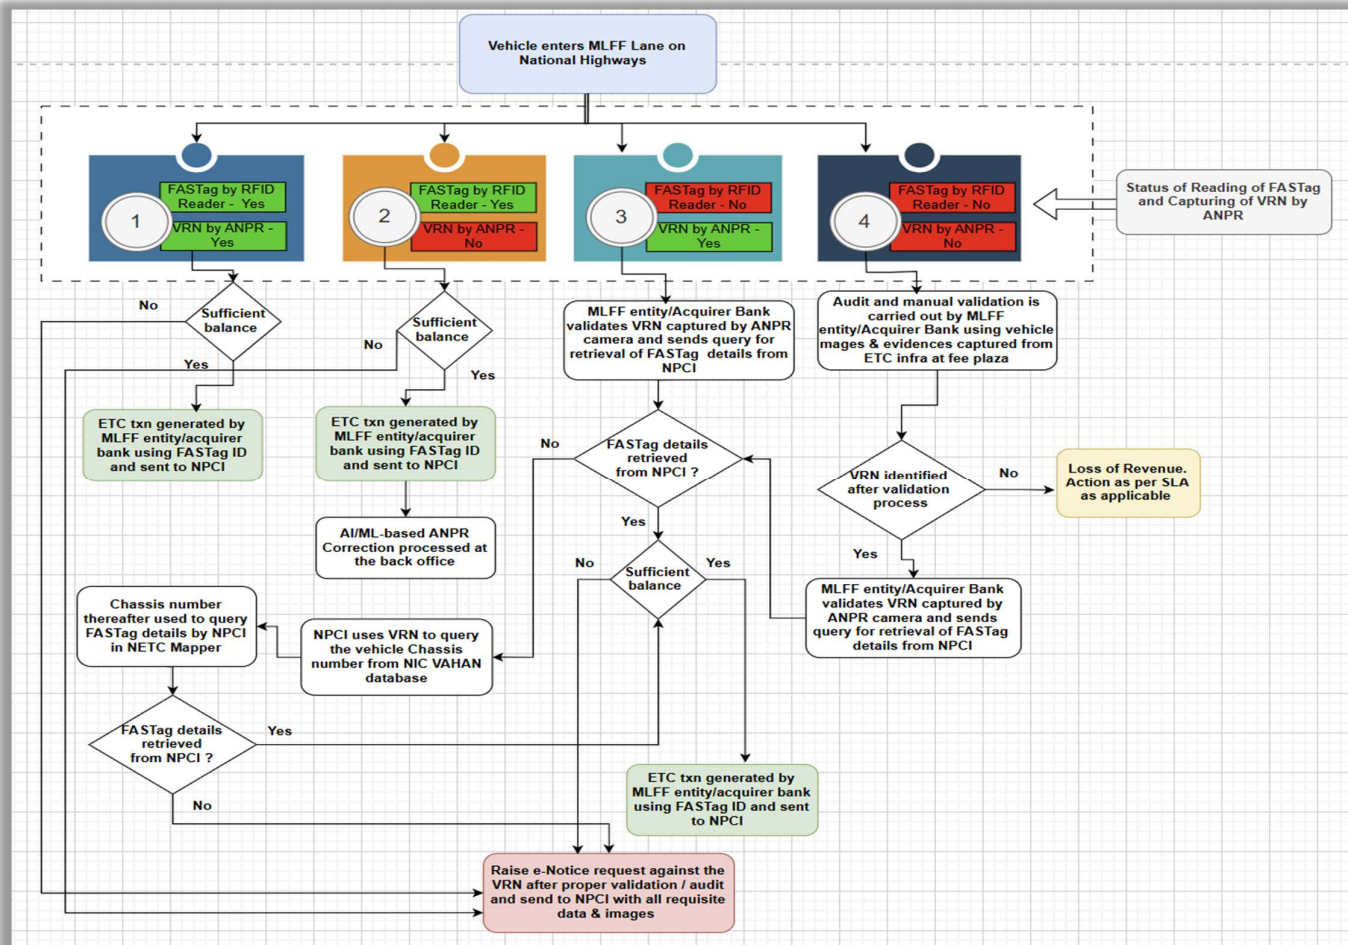 Vehicle enters MLFF Lane on
National Highways
1
FASTag by RFID
Reader - Yes
VRN by ANPR -
Yes
2
FASTag by RFID
Reader - Yes
VRN by ANPR -
No
3
FASTag by RFID
Reader - No
VRN by ANPR -
Yes
4
FASTag by RFID
Reader - No
VRN by ANPR -
No
Status of Reading of FASTag
and Capturing of VRN by
ANPR
No
Sufficient
balance
Yes
No
Sufficient
balance
Yes
MLFF entity/Acquirer Bank
validates VRN captured by ANPR
camera and sends query for
retrieval of FASTag details from
NPCI
Audit and manual validation is
carried out by MLFF
entity/Acquirer Bank using vehicle
mages & evidences captured from
ETC infra at fee plaza
ETC txn generated by
MLFF entity/acquirer
bank using FASTag ID
and sent to NPCI
ETC txn generated by
MLFF entity/acquirer
bank using FASTag ID
and sent to NPCI
No
FASTag details
retrieved
from NPCI ?
Yes
VRN identified
after validation
process
No
Yes
Loss of Revenue.
Action as per SLA
as applicable
AI/ML-based ANPR
Correction processed at
the back office
No
Sufficient
balance
Yes
MLFF entity/Acquirer Bank
validates VRN captured by
ANPR camera and sends
query for retrieval of FASTag
details from NPCI
Chassis number
thereafter used to query
FASTag details by NPCI
in NETC Mapper
NPCI uses VRN to query
the vehicle Chassis
number from NIC VAHAN
database
FASTag details
retrieved
from NPCI ?
Yes
No
ETC txn generated by
MLFF entity/acquirer bank
using FASTag ID and sent
to NPCI
Raise e-Notice request against the
VRN after proper validation / audit
and send to NPCI with all requisite
data & images